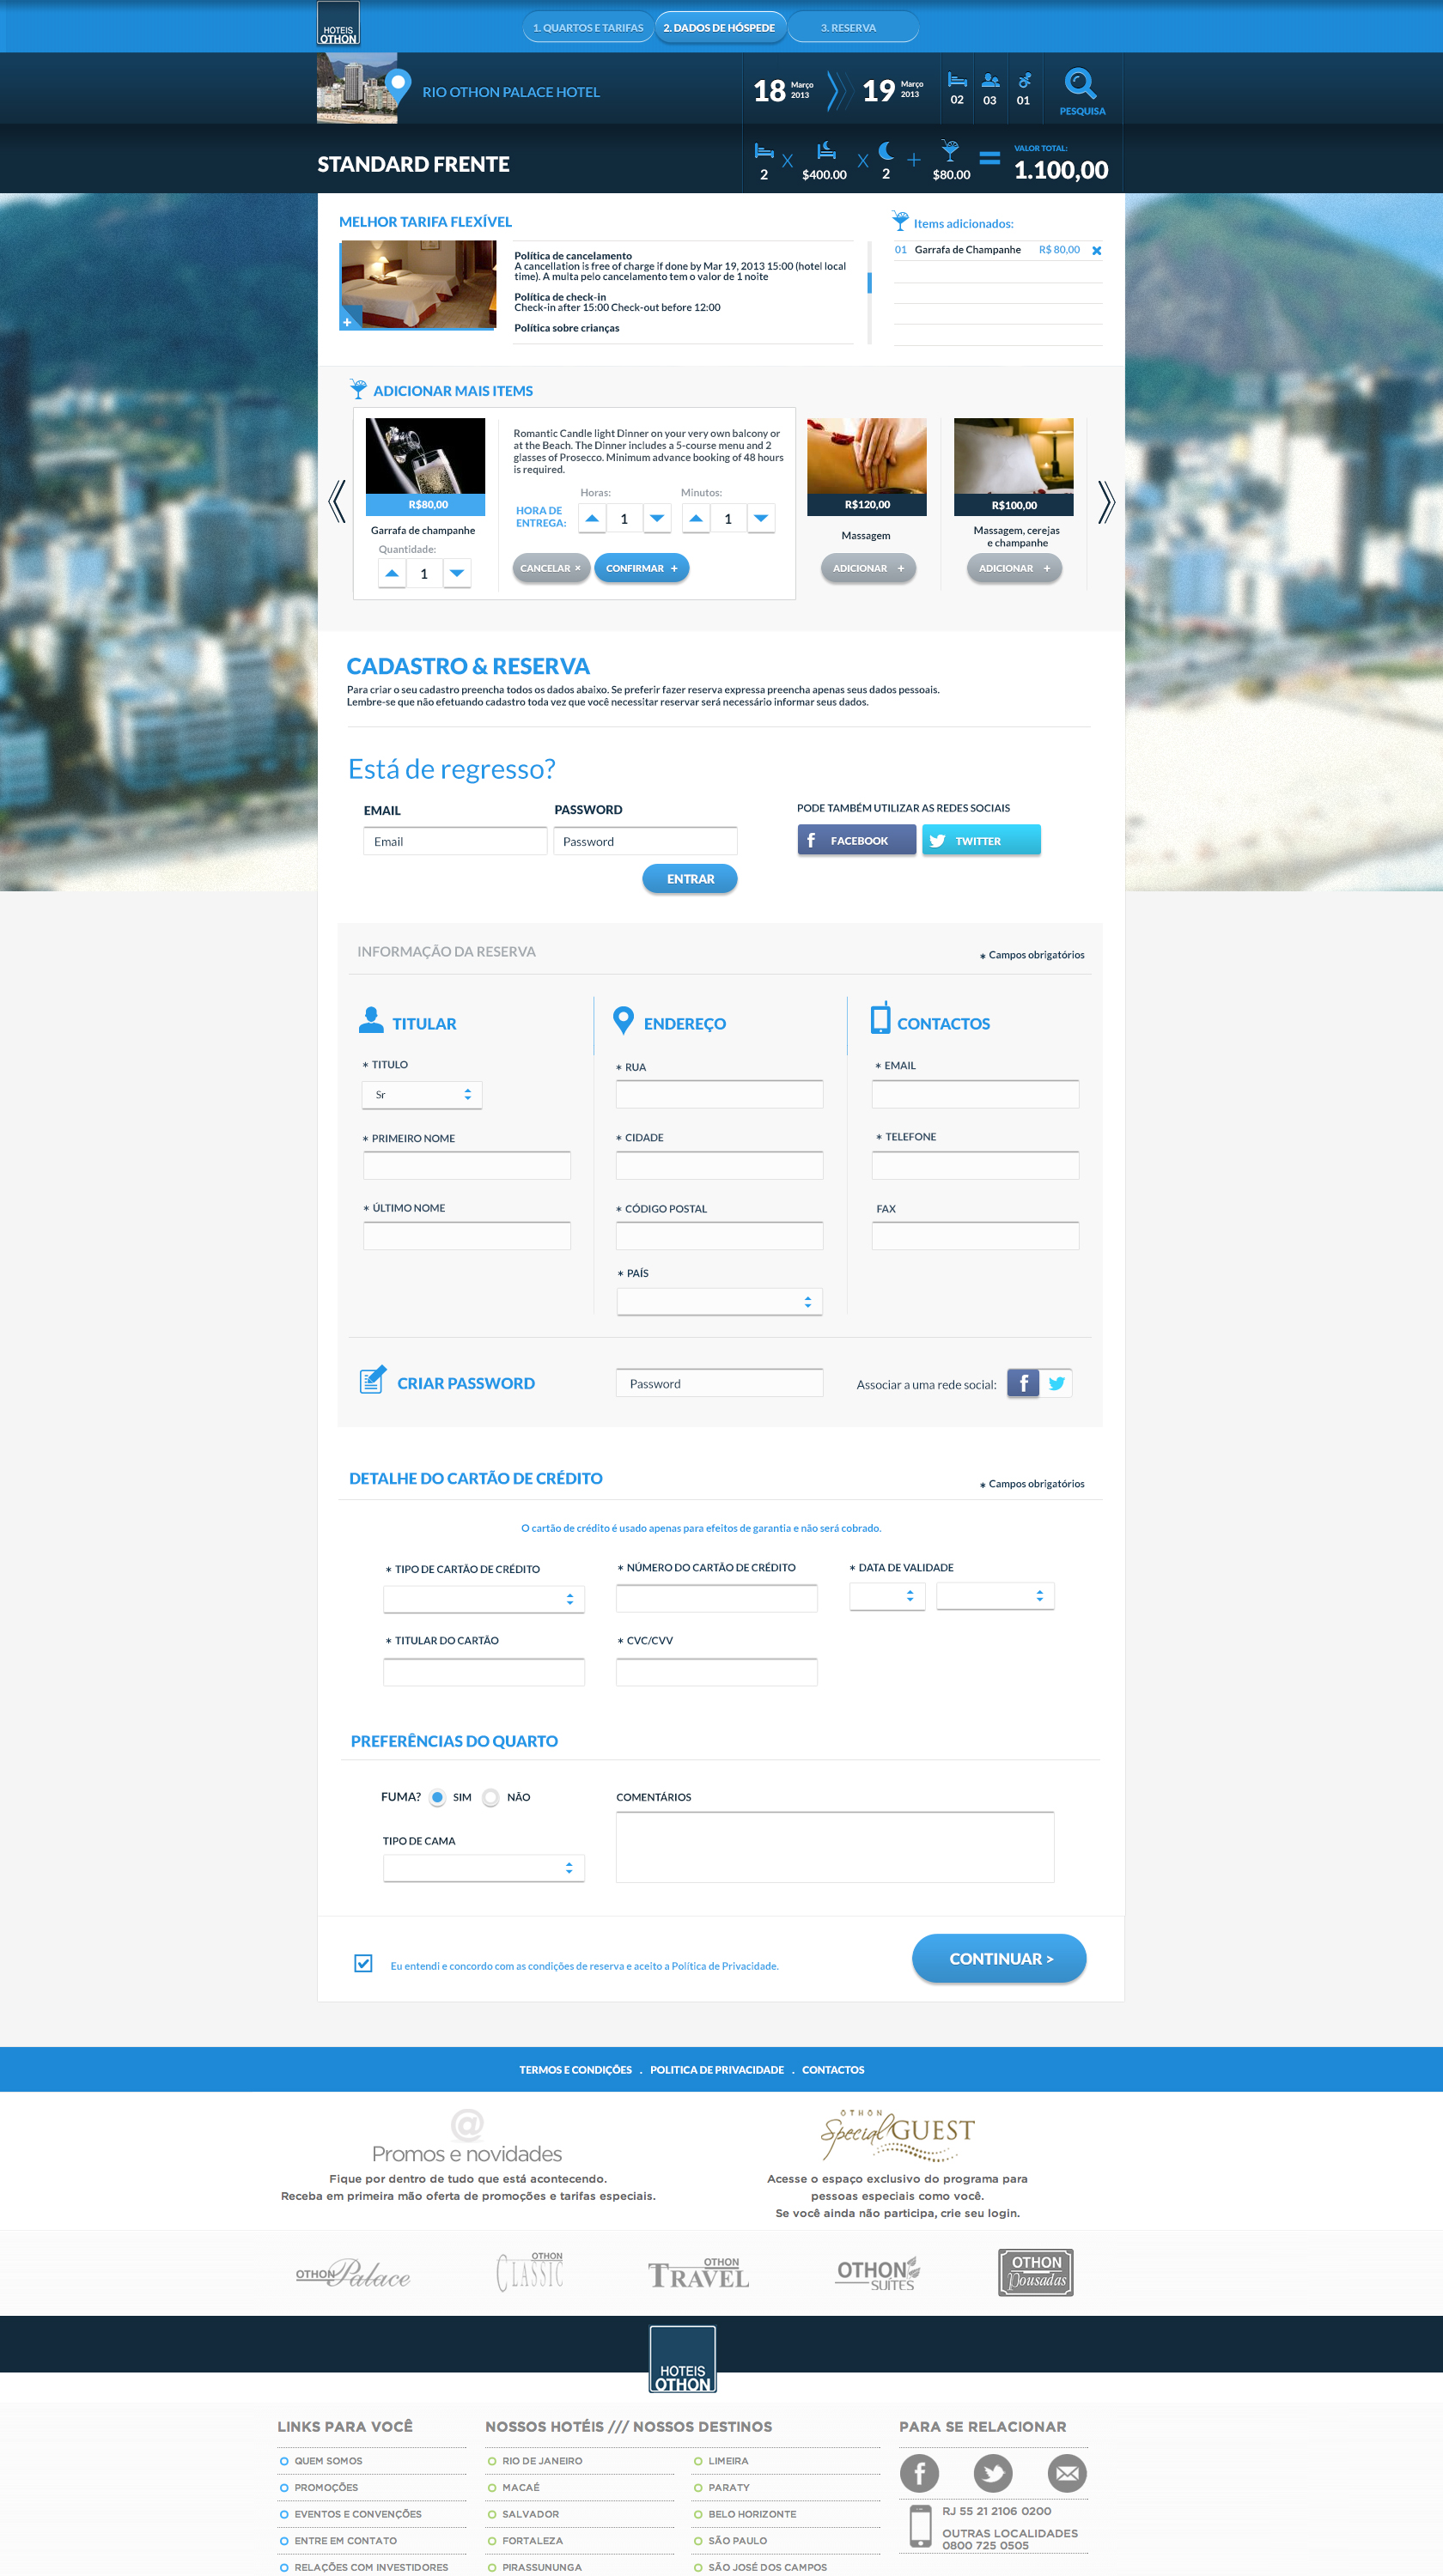 HOTEIS
OTHON
1. QUARTOS E TARIFAS
2. DADOS DE HÓSPEDE
3. RESERVA
RIO OTHON PALACE HOTEL
18 Março 2013
19 Março 2013
02
03
01
PESQUISA
STANDARD FRENTE
2 X $400.00 X 2 + $80.00 =
VALOR TOTAL:
1.100,00
MELHOR TARIFA FLEXÍVEL
Política de cancelamento
A cancellation is free of charge if done by Mar 19, 2013 15:00 (hotel local
time). A multa pelo cancelamento tem o valor de 1 noite
Política de check-in
Check-in after 15:00 Check-out before 12:00
Política sobre crianças
Items adicionados:
01 Garrafa de Champanhe R$ 80,00
ADICIONAR MAIS ITEMS
R$80,00
Garrafa de champanhe
Quantidade:
1
Romantic Candle light Dinner on your very own balcony or
at the Beach. The Dinner includes a 5-course menu and 2
glasses of Prosecco. Minimum advance booking of 48 hours
is required.
Horas:
Minutos:
HORA DE
ENTREGA:
1
1
CANCELAR ×
CONFIRMAR +
R$120,00
Massagem
ADICIONAR +
R$100,00
Massagem, cerejas
e champanhe
ADICIONAR +
CADASTRO & RESERVA
Para criar o seu cadastro preencha todos os dados abaixo. Se preferir fazer reserva expressa preencha apenas seus dados pessoais.
Lembre-se que não efetuando cadastro toda vez que você necessitar reservar será necessário informar seus dados.
Está de regresso?
EMAIL
PASSWORD
Email
Password
ENTRAR
PODE TAMBÉM UTILIZAR AS REDES SOCIAIS
FACEBOOK
TWITTER
INFORMAÇÃO DA RESERVA
* Campos obrigatórios
TITULAR
* TITULO
Sr
* PRIMEIRO NOME
* ÚLTIMO NOME
ENDEREÇO
* RUA
* CIDADE
* CÓDIGO POSTAL
* PAÍS
CONTACTOS
* EMAIL
* TELEFONE
FAX
CRIAR PASSWORD
Password
Associar a uma rede social:
DETALHE DO CARTÃO DE CRÉDITO
* Campos obrigatórios
O cartão de crédito é usado apenas para efeitos de garantia e não será cobrado.
* TIPO DE CARTÃO DE CRÉDITO
* NÚMERO DO CARTÃO DE CRÉDITO
* DATA DE VALIDADE
* TITULAR DO CARTÃO
* CVC/CVV
PREFERÊNCIAS DO QUARTO
FUMA? SIM NÃO
TIPO DE CAMA
COMENTÁRIOS
Eu entendi e concordo com as condições de reserva e aceito a Política de Privacidade.
CONTINUAR >
TERMOS E CONDIÇÕES . POLITICA DE PRIVACIDADE . CONTACTOS
@
Promos e novidades
Fique por dentro de tudo que está acontecendo.
Receba em primeira mão oferta de promoções e tarifas especiais.
OTHON
Special GUEST
Acesse o espaço exclusivo do programa para
pessoas especiais como você.
Se você ainda não participa, crie seu login.
OTHON Palace
OTHON
CLASSIC
OTHON
TRAVEL
OTHON
SUITES
OTHON
Pousadas
HOTEIS
OTHON
LINKS PARA VOCÊ
QUEM SOMOS
PROMOÇÕES
EVENTOS E CONVENÇÕES
ENTRE EM CONTATO
RELAÇÕES COM INVESTIDORES
NOSSOS HOTÉIS /// NOSSOS DESTINOS
RIO DE JANEIRO
MACAÉ
SALVADOR
FORTALEZA
PIRASSUNUNGA
LIMEIRA
PARATY
BELO HORIZONTE
SÃO PAULO
SÃO JOSÉ DOS CAMPOS
PARA SE RELACIONAR
RJ 55 21 2106 0200
OUTRAS LOCALIDADES
0800 725 0505